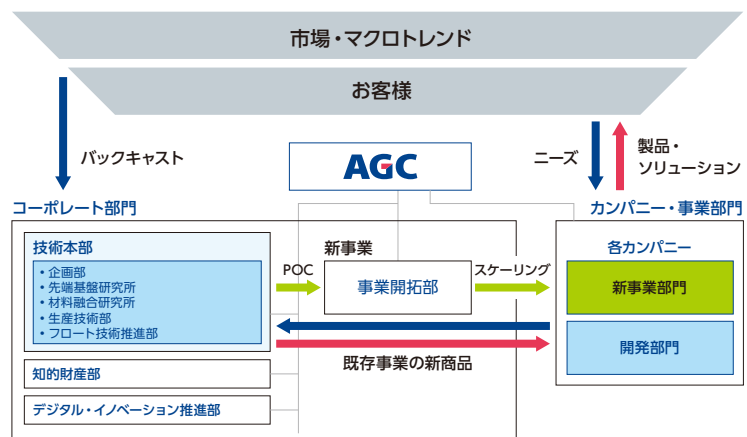 市場・マクロトレンド
お客様
バックキャスト
AGC
ニーズ
製品・
ソリューション
コーポレート部門
カンパニー・事業部門
技術本部
・企画部
・先端基盤研究所
・材料融合研究所
・生産技術部
・フロート技術推進部
POC
新事業
事業開拓部
スケーリング
各カンパニー
新事業部門
開発部門
既存事業の新商品
知的財産部
デジタル・イノベーション推進部